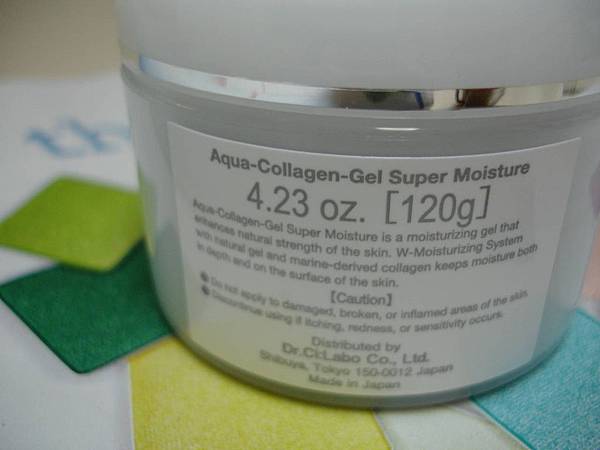 th
Aqua-Collagen-Gel Super Moisture
4.23 oz. [120g]
Aqua-Collagen-Gel Super Moisture is a moisturizing gel that
enhances natural strength of the skin. W-Moisturizing System
with natural gel and marine-derived collagen keeps moisture both
in depth and on the surface of the skin.
[Caution]
● Do not apply to damaged, broken, or inflamed areas of the skin.
● Discontinue using if itching, redness, or sensitivity occurs.
Distributed by
Dr.Ci:Labo Co., Ltd.
Shibuya, Tokyo 150-0012 Japan
Made in Japan